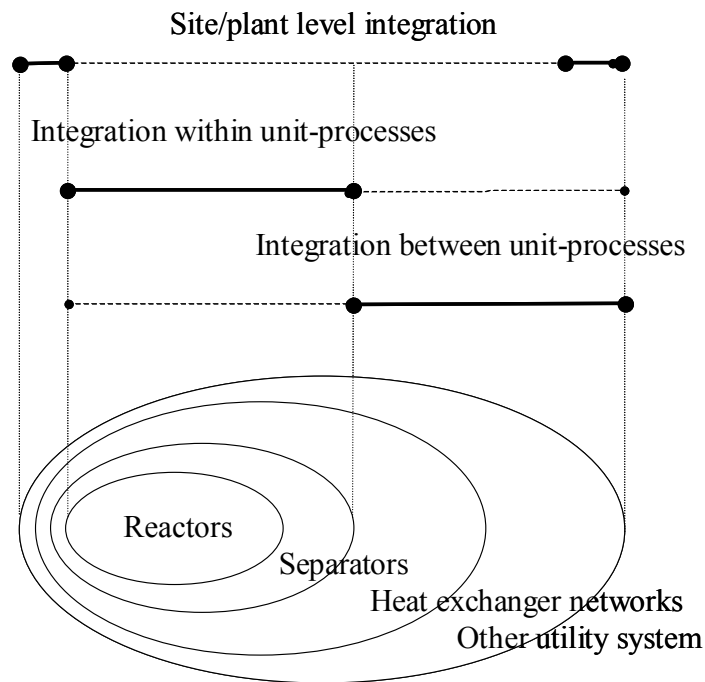 Site/plant level integration
Integration within unit-processes
Integration between unit-processes
Reactors
Separators
Heat exchanger networks
Other utility system